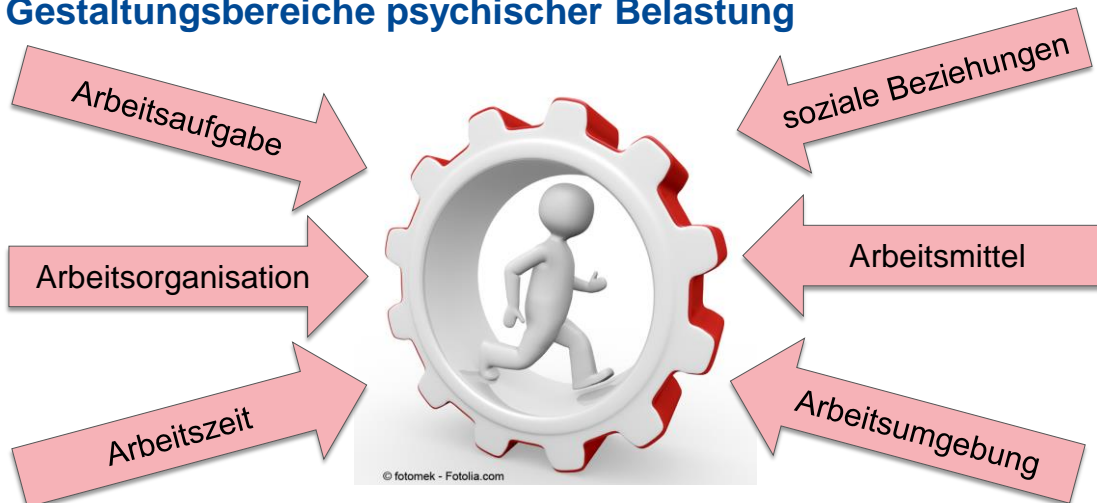 Gestaltungsbereiche psychischer Belastung
Arbeitsaufgabe
soziale Beziehungen
Arbeitsorganisation
Arbeitsmittel
Arbeitszeit
Arbeitsumgebung
© fotomek - Fotolia.com